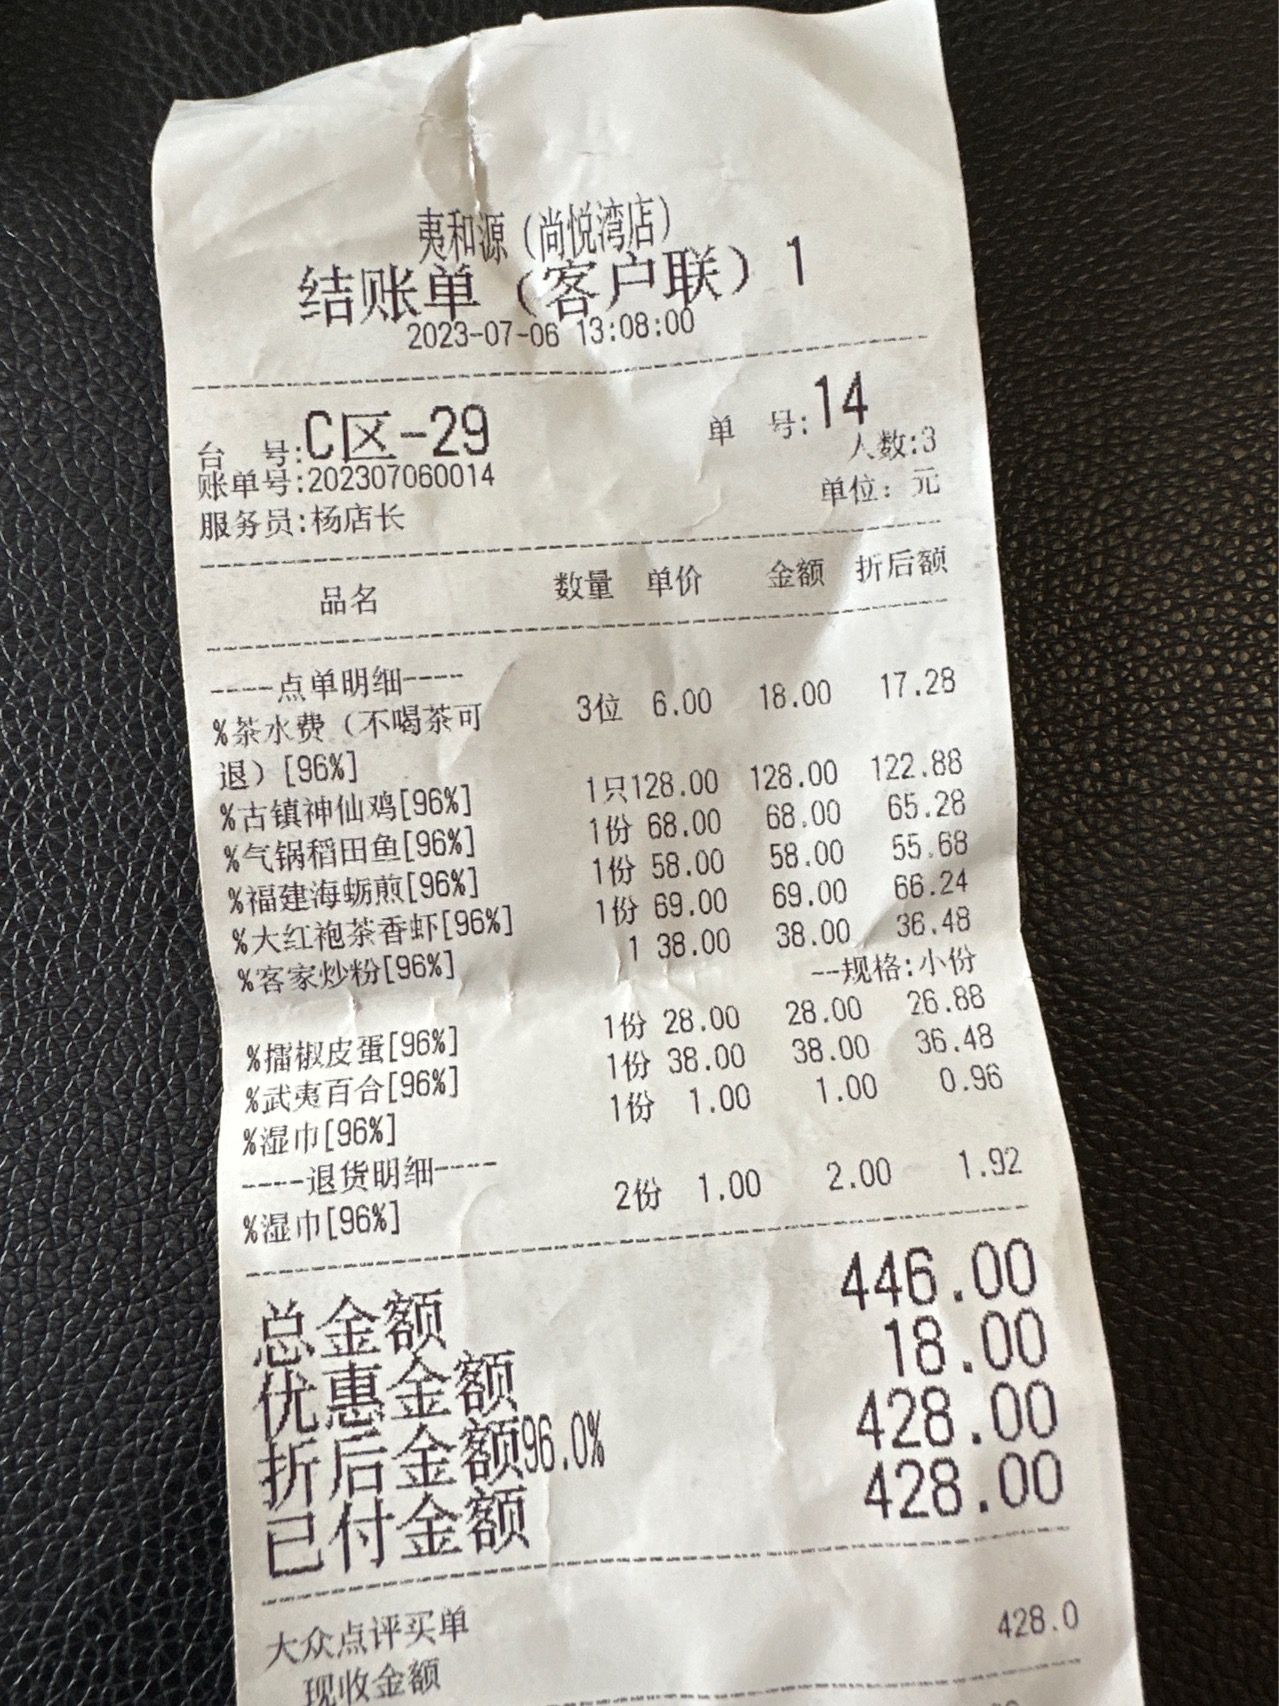 夷和源（尚悦湾店）
结账单（客户联）1
2023-07-06 13:08:00
台 号:C区-29 单 号:14
账单号:202307060014 人数:3
服务员:杨店长 单位：元
品名 数量 单价 金额 折后额
----点单明细----
%茶水费（不喝茶可 3位 6.00 18.00 17.28
退）[96%]
%古镇神仙鸡[96%] 1只128.00 128.00 122.88
%气锅稻田鱼[96%] 1份 68.00 68.00 65.28
%福建海蛎煎[96%] 1份 58.00 58.00 55.68
%大红袍茶香虾[96%] 1份 69.00 69.00 66.24
%客家炒粉[96%] 1 38.00 38.00 36.48
--规格:小份
%擂椒皮蛋[96%] 1份 28.00 28.00 26.88
%武夷百合[96%] 1份 38.00 38.00 36.48
%湿巾[96%] 1份 1.00 1.00 0.96
----退货明细----
%湿巾[96%] 2份 1.00 2.00 1.92
总金额 446.00
优惠金额 18.00
折后金额96.0% 428.00
已付金额 428.00
大众点评买单 428.0
现收金额